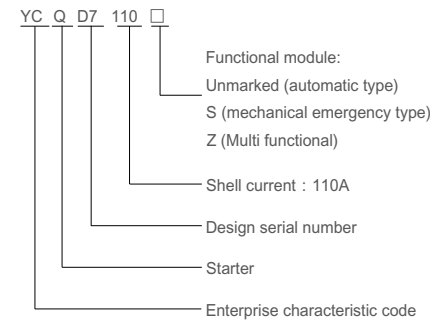 YC Q D7 110 □
Functional module:
Unmarked (automatic type)
S (mechanical emergency type)
Z (Multi functional)
Shell current：110A
Design serial number
Starter
Enterprise characteristic code